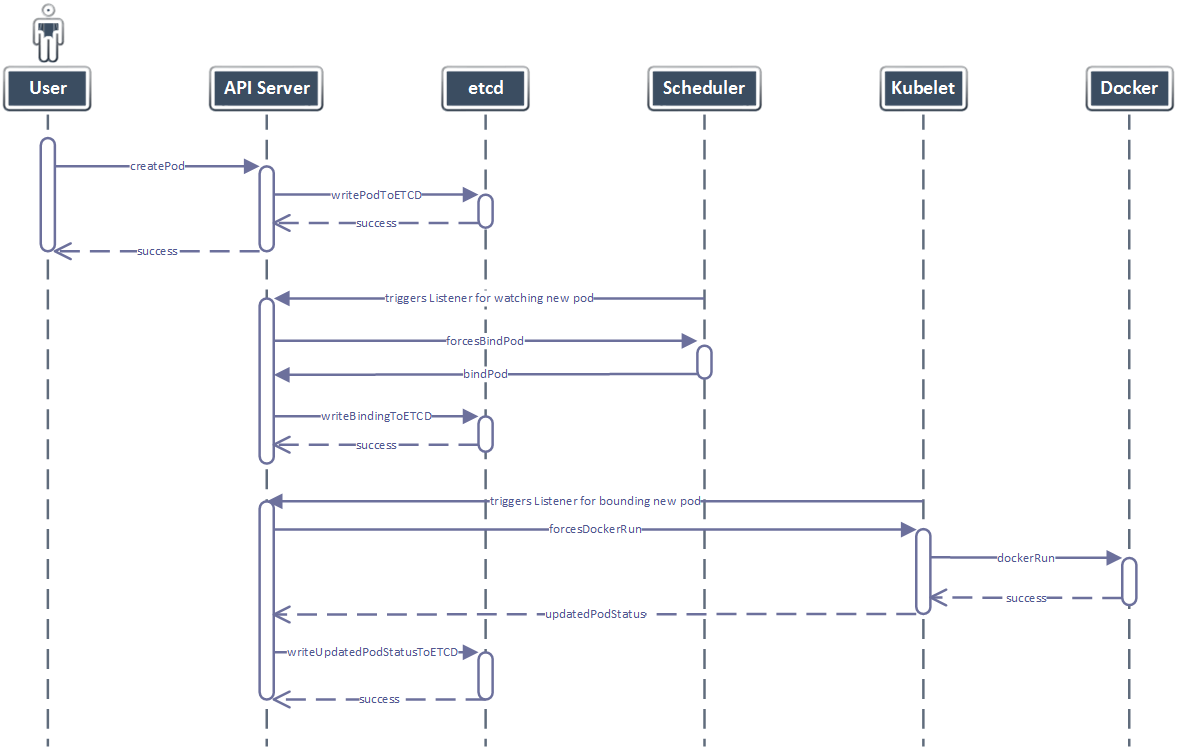 User
API Server
etcd
Scheduler
Kubelet
Docker
createPod
writePodToETCD
success
success
triggers Listener for watching new pod
forcesBindPod
bindPod
writeBindingToETCD
success
triggers Listener for bounding new pod
forcesDockerRun
dockerRun
success
updatedPodStatus
writeUpdatedPodStatusToETCD
success